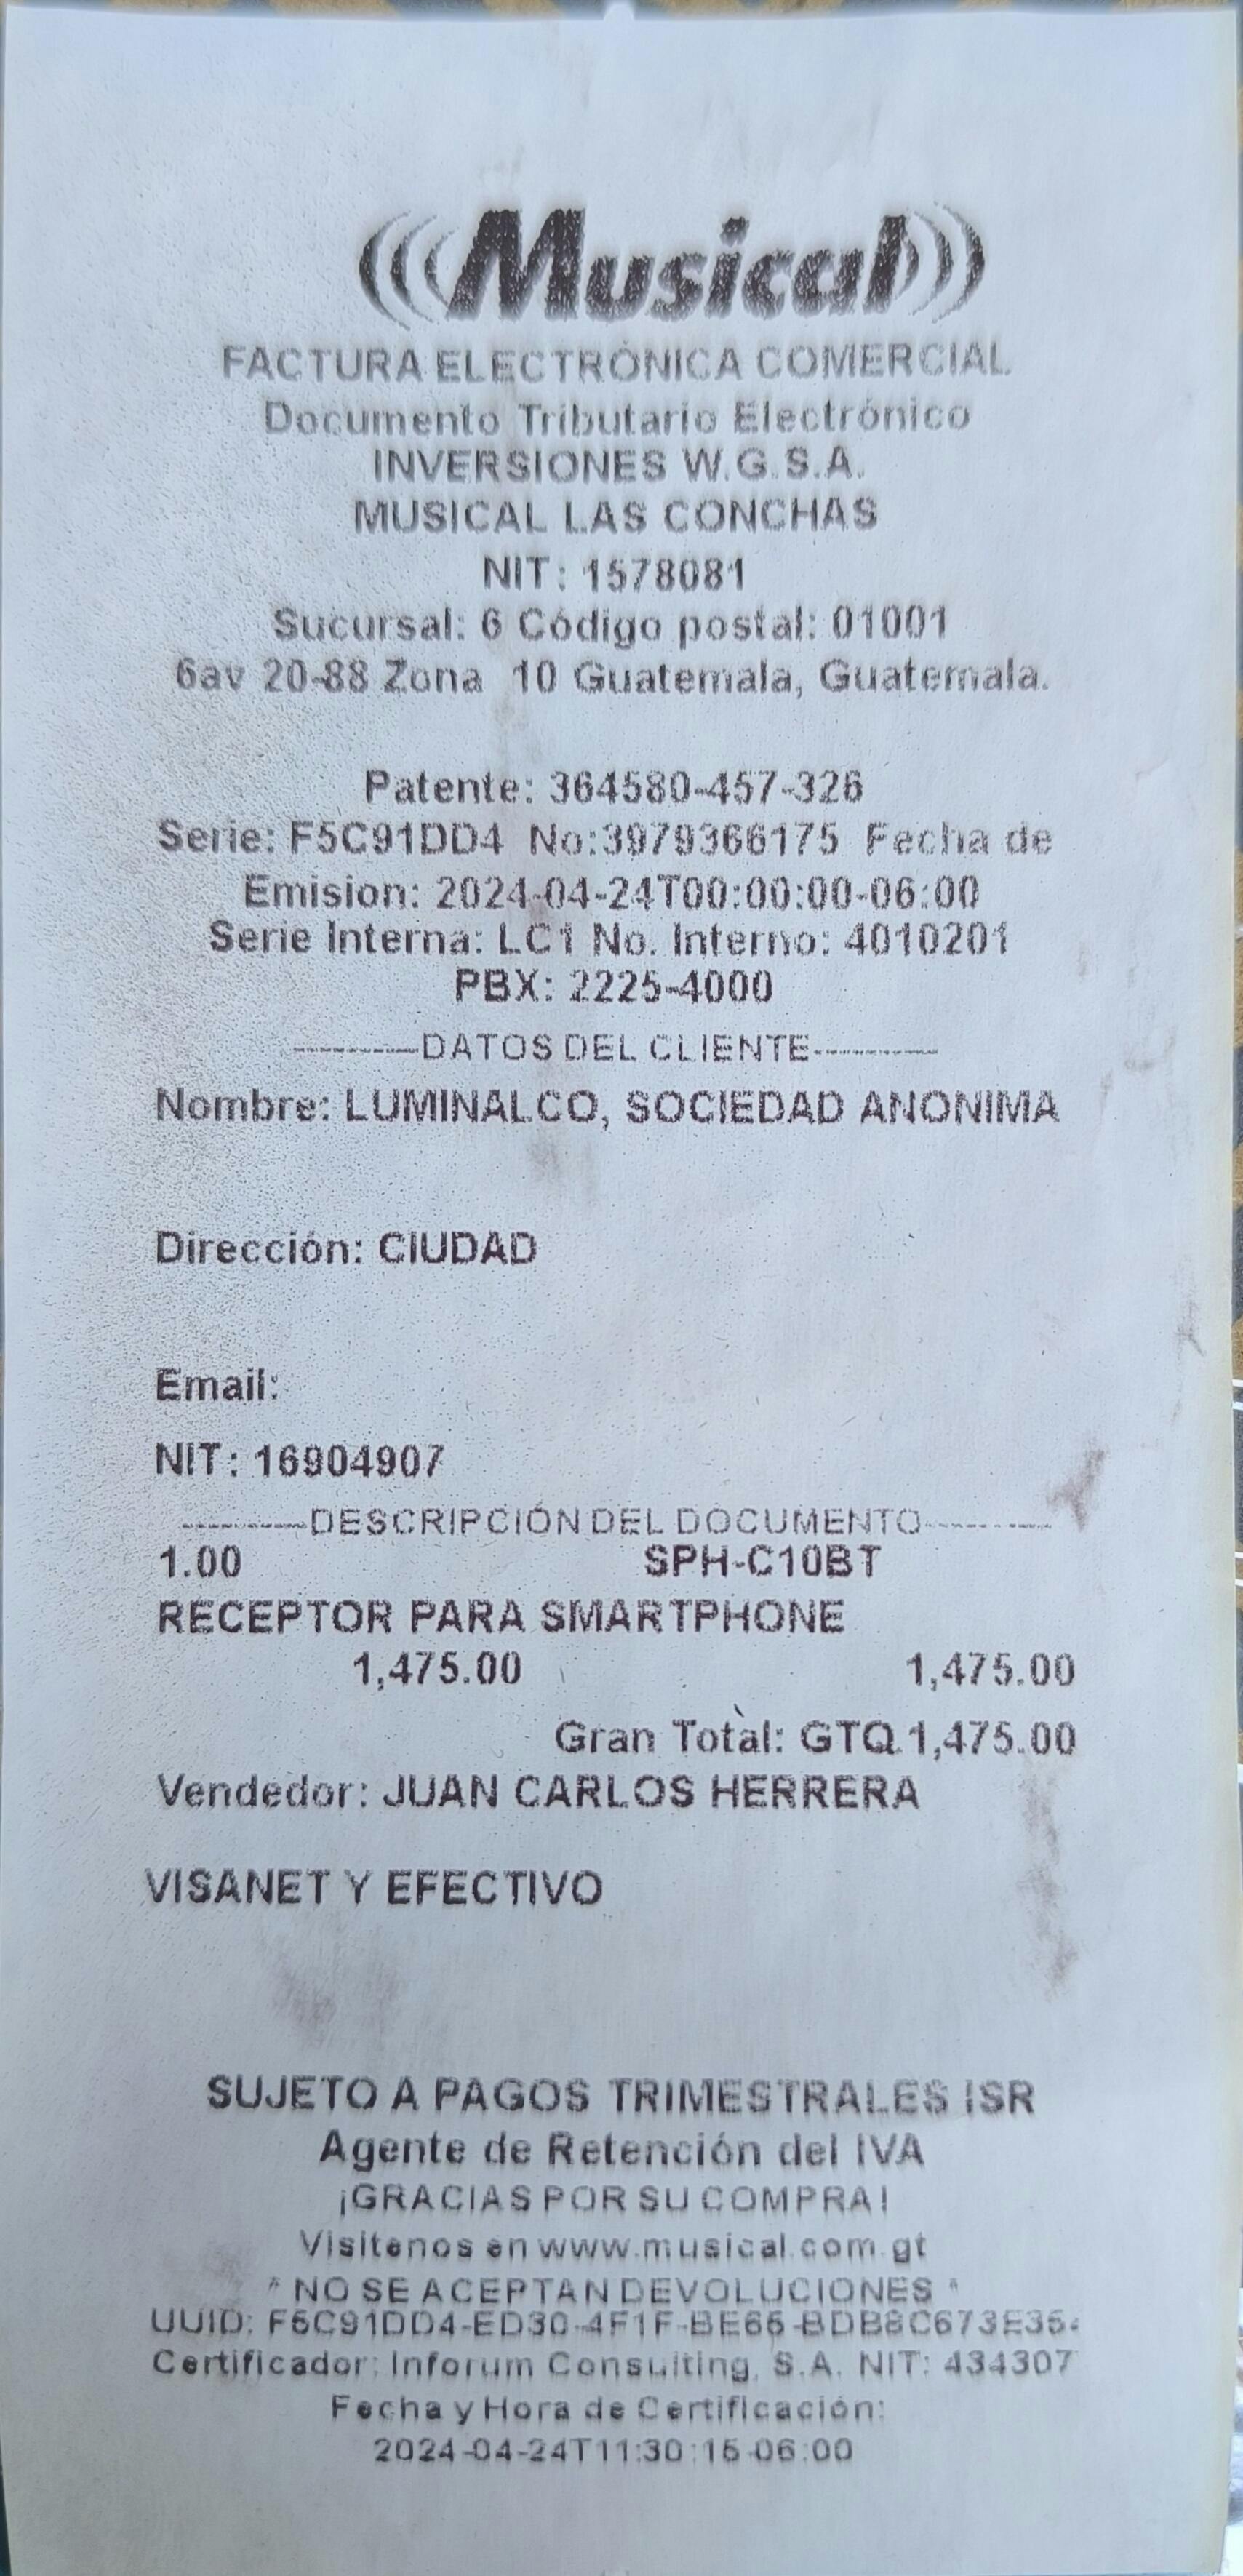 Musical
FACTURA ELECTRÓNICA COMERCIAL
Documento Tributario Electrónico
INVERSIONES W.G.S.A.
MUSICAL LAS CONCHAS
NIT: 1578081
Sucursal: 6 Código postal: 01001
6av 20-88 Zona 10 Guatemala, Guatemala.
Patente: 364580-457-326
Serie: F5C91DD4 No:3979366175 Fecha de
Emision: 2024-04-24T00:00:00-06:00
Serie Interna: LC1 No. Interno: 4010201
PBX: 2225-4000
----------DATOS DEL CLIENTE----------
Nombre: LUMINALCO, SOCIEDAD ANONIMA
Dirección: CIUDAD
Email:
NIT: 16904907
----------DESCRIPCIÓN DEL DOCUMENTO----------
1.00 SPH-C10BT
RECEPTOR PARA SMARTPHONE
1,475.00 1,475.00
Gran Total: GTQ.1,475.00
Vendedor: JUAN CARLOS HERRERA
VISANET Y EFECTIVO
SUJETO A PAGOS TRIMESTRALES ISR
Agente de Retención del IVA
¡GRACIAS POR SU COMPRA!
Visitenos en www.musical.com.gt
* NO SE ACEPTAN DEVOLUCIONES *
UUID: F5C91DD4-ED30-4F1F-BE65-BDB8C673E35
Certificador: Inforum Consulting, S.A. NIT: 434307
Fecha y Hora de Certificación:
2024-04-24T11:30:15-06:00